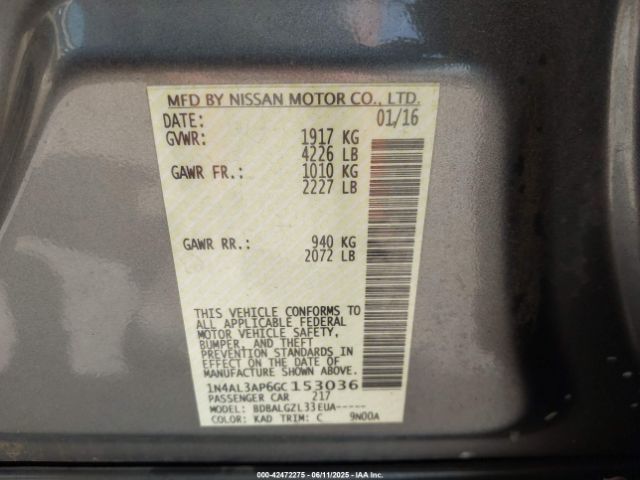 MFD BY NISSAN MOTOR CO., LTD.
DATE: 01/16
GVWR: 1917 KG
4226 LB
GAWR FR.: 1010 KG
2227 LB
GAWR RR.: 940 KG
2072 LB
THIS VEHICLE CONFORMS TO
ALL APPLICABLE FEDERAL
MOTOR VEHICLE SAFETY,
BUMPER, AND THEFT
PREVENTION STANDARDS
IN EFFECT ON THE DATE OF
MANUFACTURE SHOWN ABOVE.
1N4AL3AP6GC153036
PASSENGER CAR 217
MODEL: BDBALGZL33EUA-----
COLOR: KAD TRIM: C 9N00A
000-42472275 - 06/11/2025 - IAA Inc.